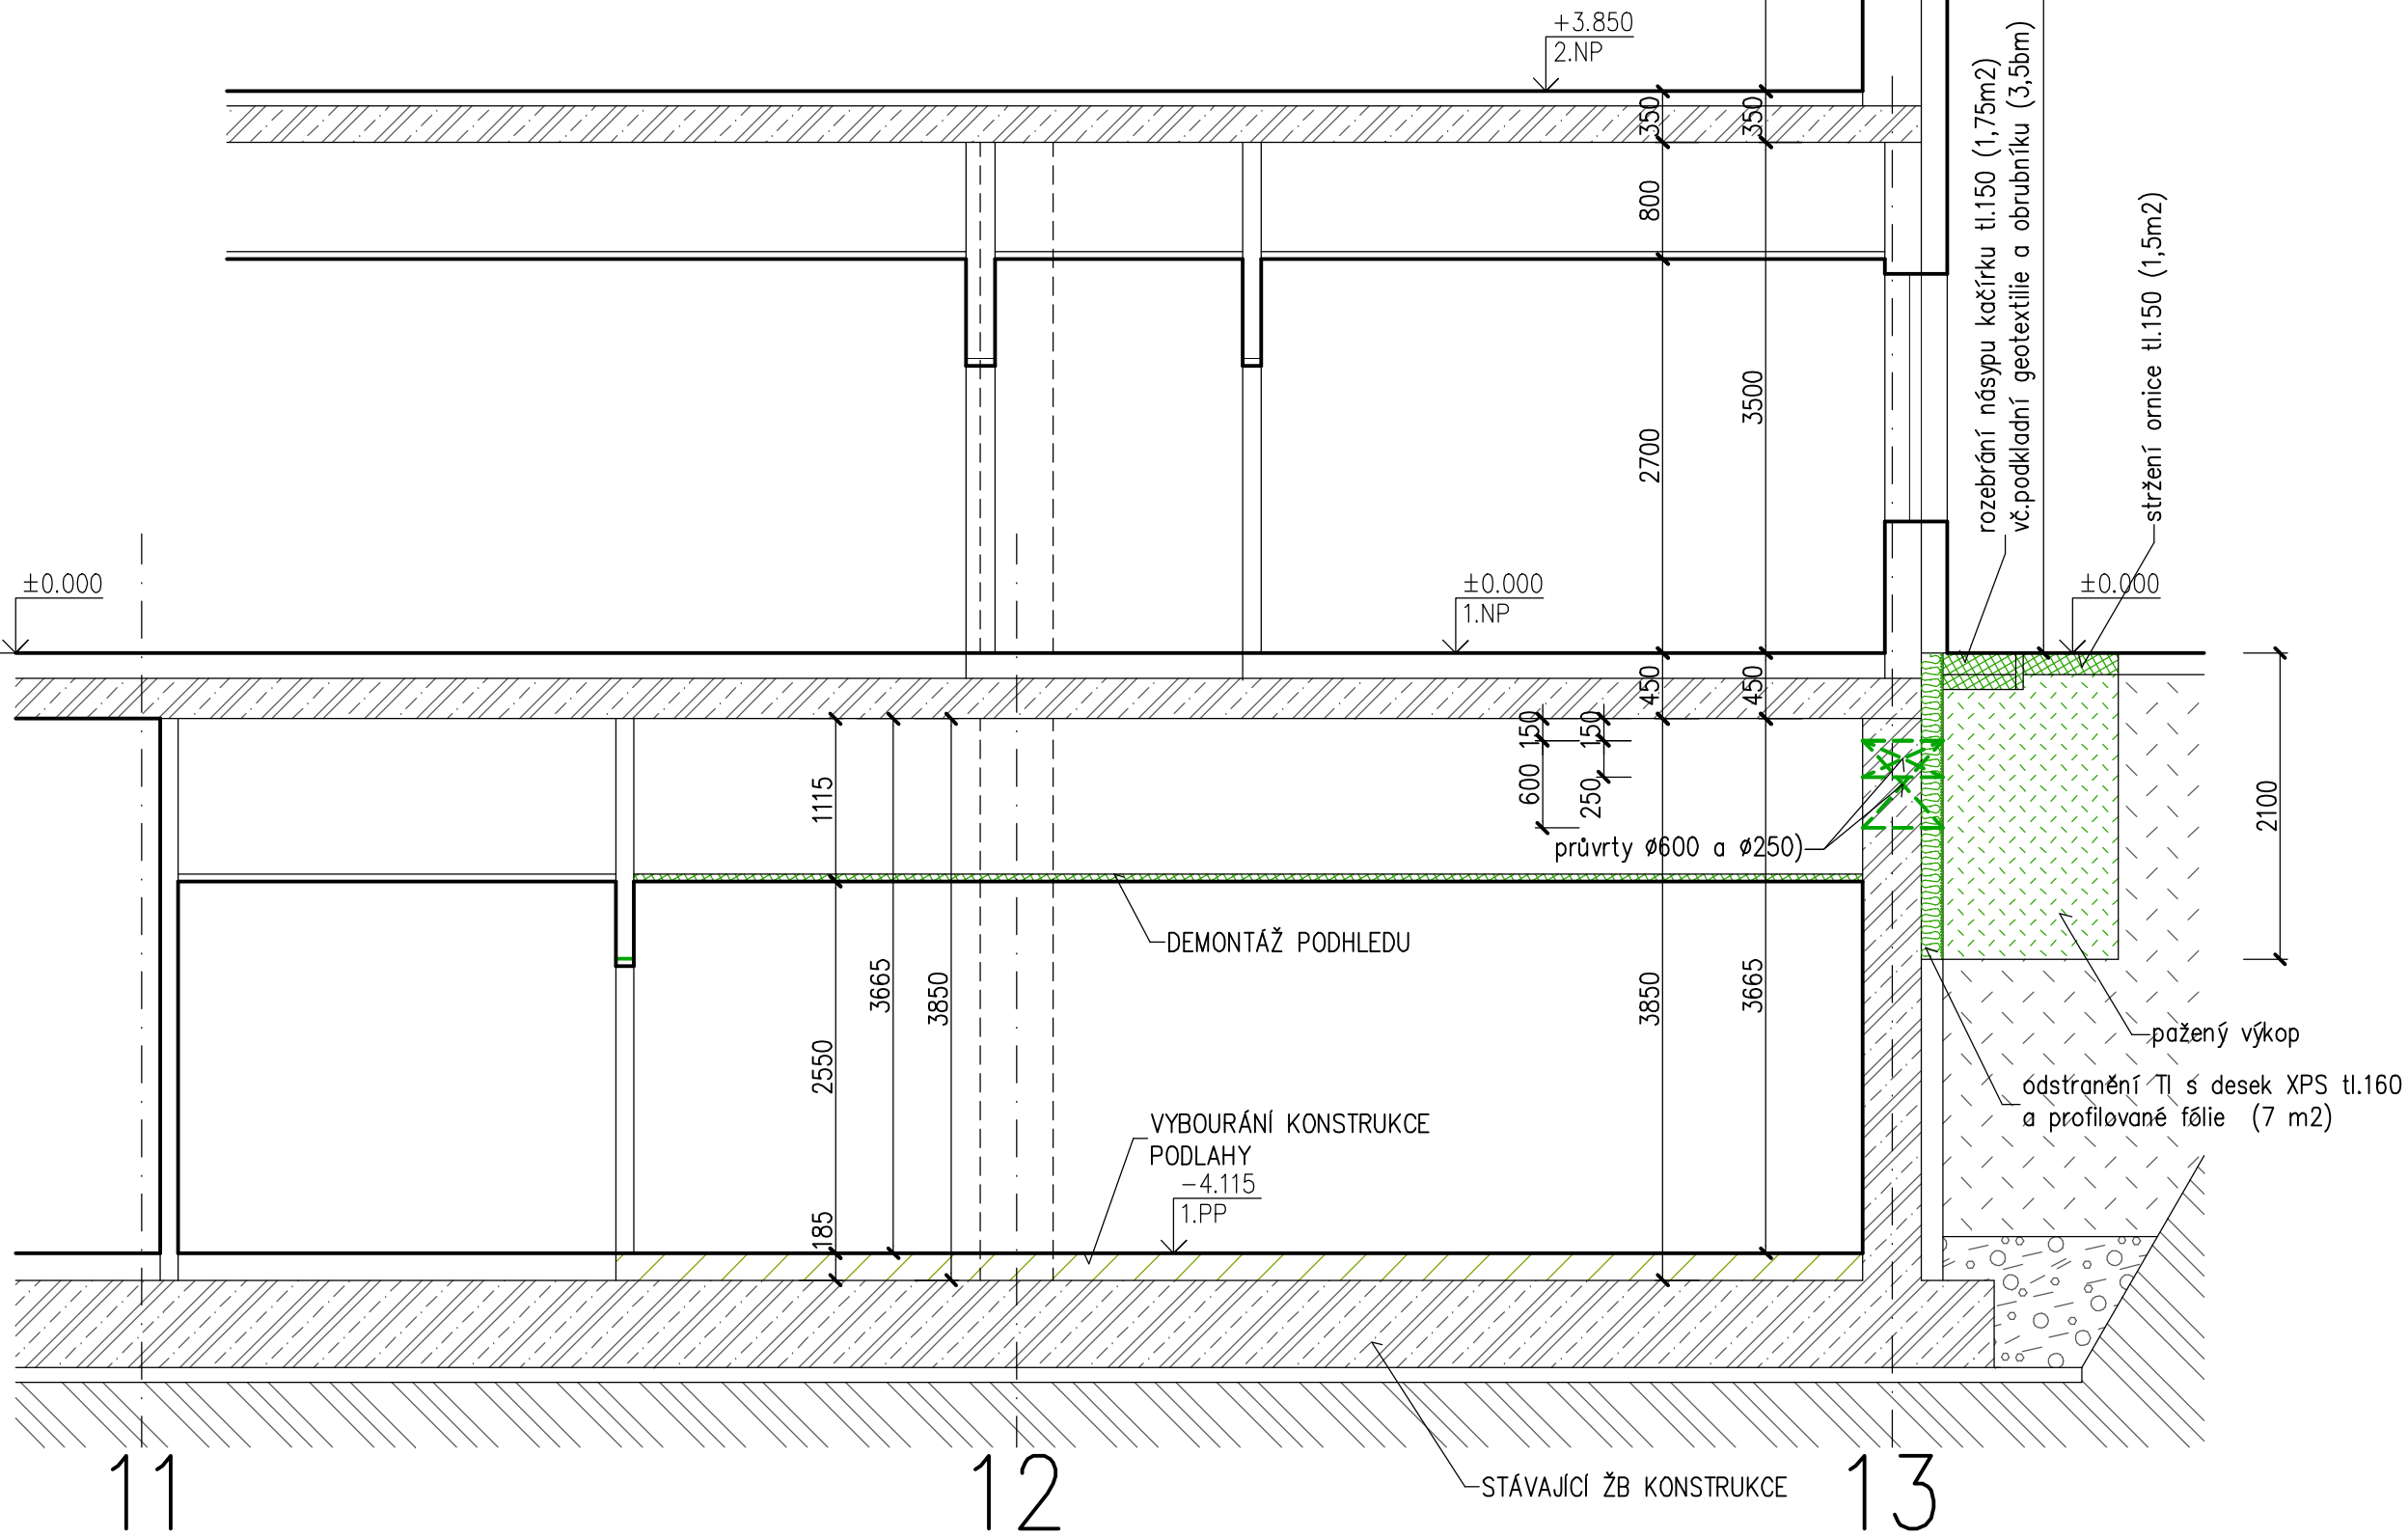 +3.850
2.NP
rozebrání násypu kačírku tl.150 (1,75m2)
vč.podkladní geotextilie a obrubníku (3,5bm)
stržení ornice tl.150 (1,5m2)
350
350
800
2700
3500
±0.000
±0.000
1.NP
±0.000
450
450
150
150
600
250
průvrty ø600 a ø250)
1115
2100
DEMONTÁŽ PODHLEDU
3665
3850
3850
3665
2550
pažený výkop
odstranění TI s desek XPS tl.160
a profilované fólie (7 m2)
VYBOURÁNÍ KONSTRUKCE
PODLAHY
-4.115
1.PP
185
STÁVAJÍCÍ ŽB KONSTRUKCE
11
12
13